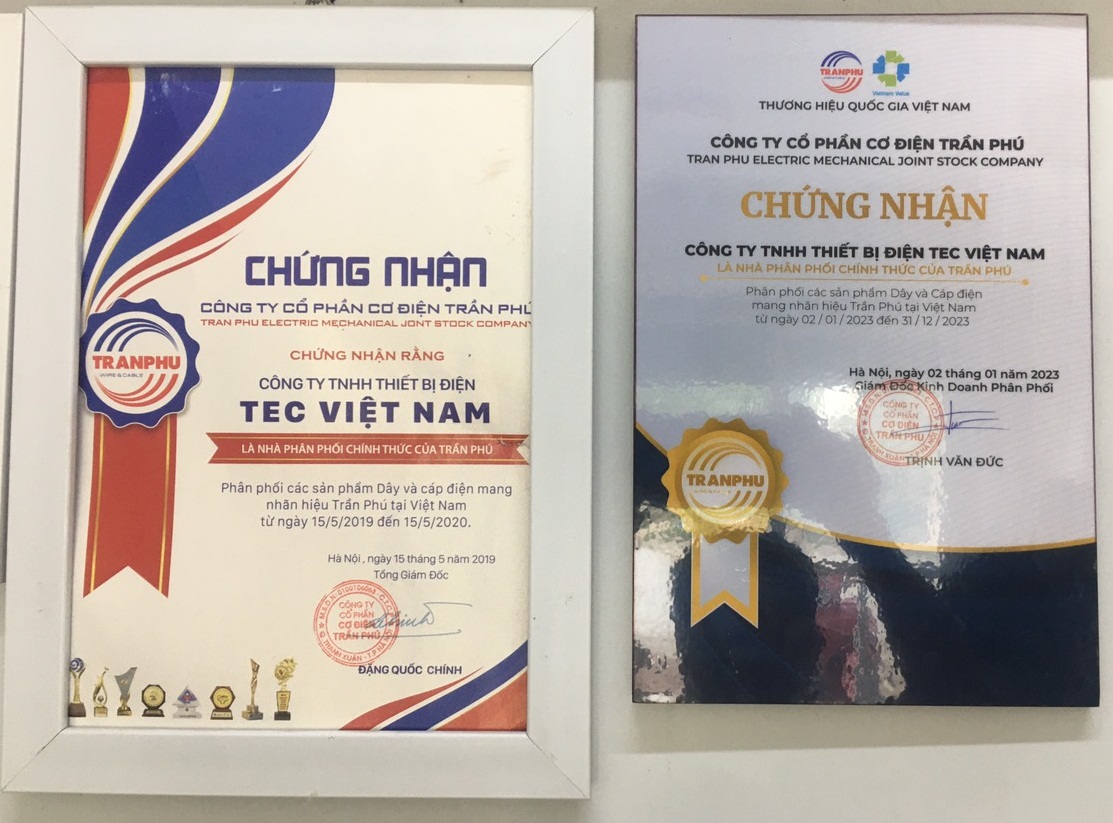 CHỨNG NHẬN
CÔNG TY CỔ PHẦN CƠ ĐIỆN TRẦN PHÚ
TRAN PHU ELECTRIC MECHANICAL JOINT STOCK COMPANY
TRANPHU
WIRE & CABLE
CHỨNG NHẬN RẰNG
CÔNG TY TNHH THIẾT BỊ ĐIỆN
TEC VIỆT NAM
LÀ NHÀ PHÂN PHỐI CHÍNH THỨC CỦA TRẦN PHÚ
Phân phối các sản phẩm Dây và cáp điện mang
nhãn hiệu Trần Phú tại Việt Nam
từ ngày 15/5/2019 đến 15/5/2020.
Hà Nội , ngày 15 tháng 5 năm 2019
Tổng Giám Đốc
CÔNG TY
CỔ PHẦN
CƠ ĐIỆN
TRẦN PHÚ
Q. THANH XUÂN - T.P HÀ NỘI
ĐẶNG QUỐC CHÍNH
TRANPHU
Vietnam Value
THƯƠNG HIỆU QUỐC GIA VIỆT NAM
CÔNG TY CỔ PHẦN CƠ ĐIỆN TRẦN PHÚ
TRAN PHU ELECTRIC MECHANICAL JOINT STOCK COMPANY
CHỨNG NHẬN
CÔNG TY TNHH THIẾT BỊ ĐIỆN TEC VIỆT NAM
LÀ NHÀ PHÂN PHỐI CHÍNH THỨC CỦA TRẦN PHÚ
Phân phối các sản phẩm Dây và Cáp điện
mang nhãn hiệu Trần Phú tại Việt Nam
từ ngày 02 / 01 / 2023 đến 31 / 12 / 2023
Hà Nội, ngày 02 tháng 01 năm 2023
Giám Đốc Kinh Doanh Phân Phối
CÔNG TY
CỔ PHẦN
CƠ ĐIỆN
TRẦN PHÚ
Q. THANH XUÂN - T.P HÀ NỘI
TRỊNH VĂN ĐỨC
TRANPHU